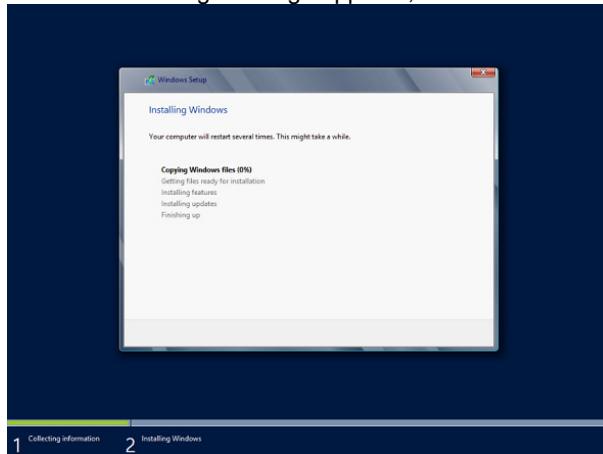 Windows Setup
Installing Windows
Your computer will restart several times. This might take a while.
Copying Windows files (0%)
Getting files ready for installation
Installing features
Installing updates
Finishing up
1 Collecting information
2 Installing Windows